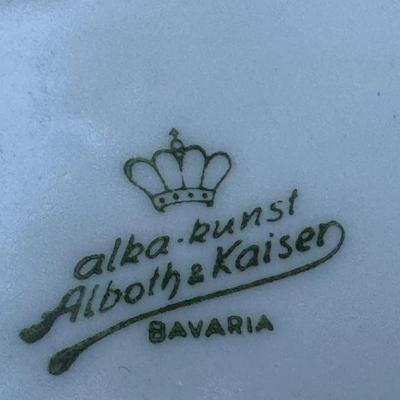 alka-kunst
Alboth & Kaiser
BAVARIA